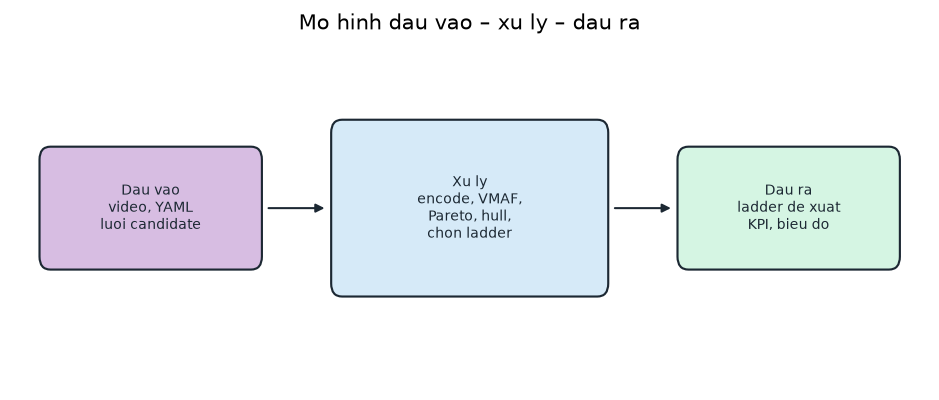 Mo hinh dau vao – xu ly – dau ra
Dau vao
video, YAML
luoi candidate
Xu ly
encode, VMAF,
Pareto, hull,
chon ladder
Dau ra
ladder de xuat
KPI, bieu do